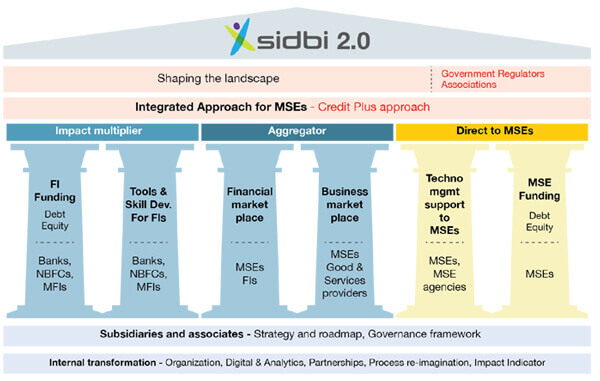 sidbi 2.0
Shaping the landscape
Government Regulators
Associations
Integrated Approach for MSEs - Credit Plus approach
Impact multiplier
Aggregator
Direct to MSEs
FI
Funding
Debt
Equity
Banks,
NBFCs,
MFIs
Tools &
Skill Dev.
For FIs
Banks,
NBFCs,
MFIs
Financial
market
place
MSEs
FIs
Business
market
place
MSEs
Good &
Services
providers
Techno
mgmt
support
to
MSEs
MSEs,
MSE
agencies
MSE
Funding
Debt
Equity
MSEs
Subsidiaries and associates - Strategy and roadmap, Governance framework
Internal transformation - Organization, Digital & Analytics, Partnerships, Process re-imagination, Impact Indicator